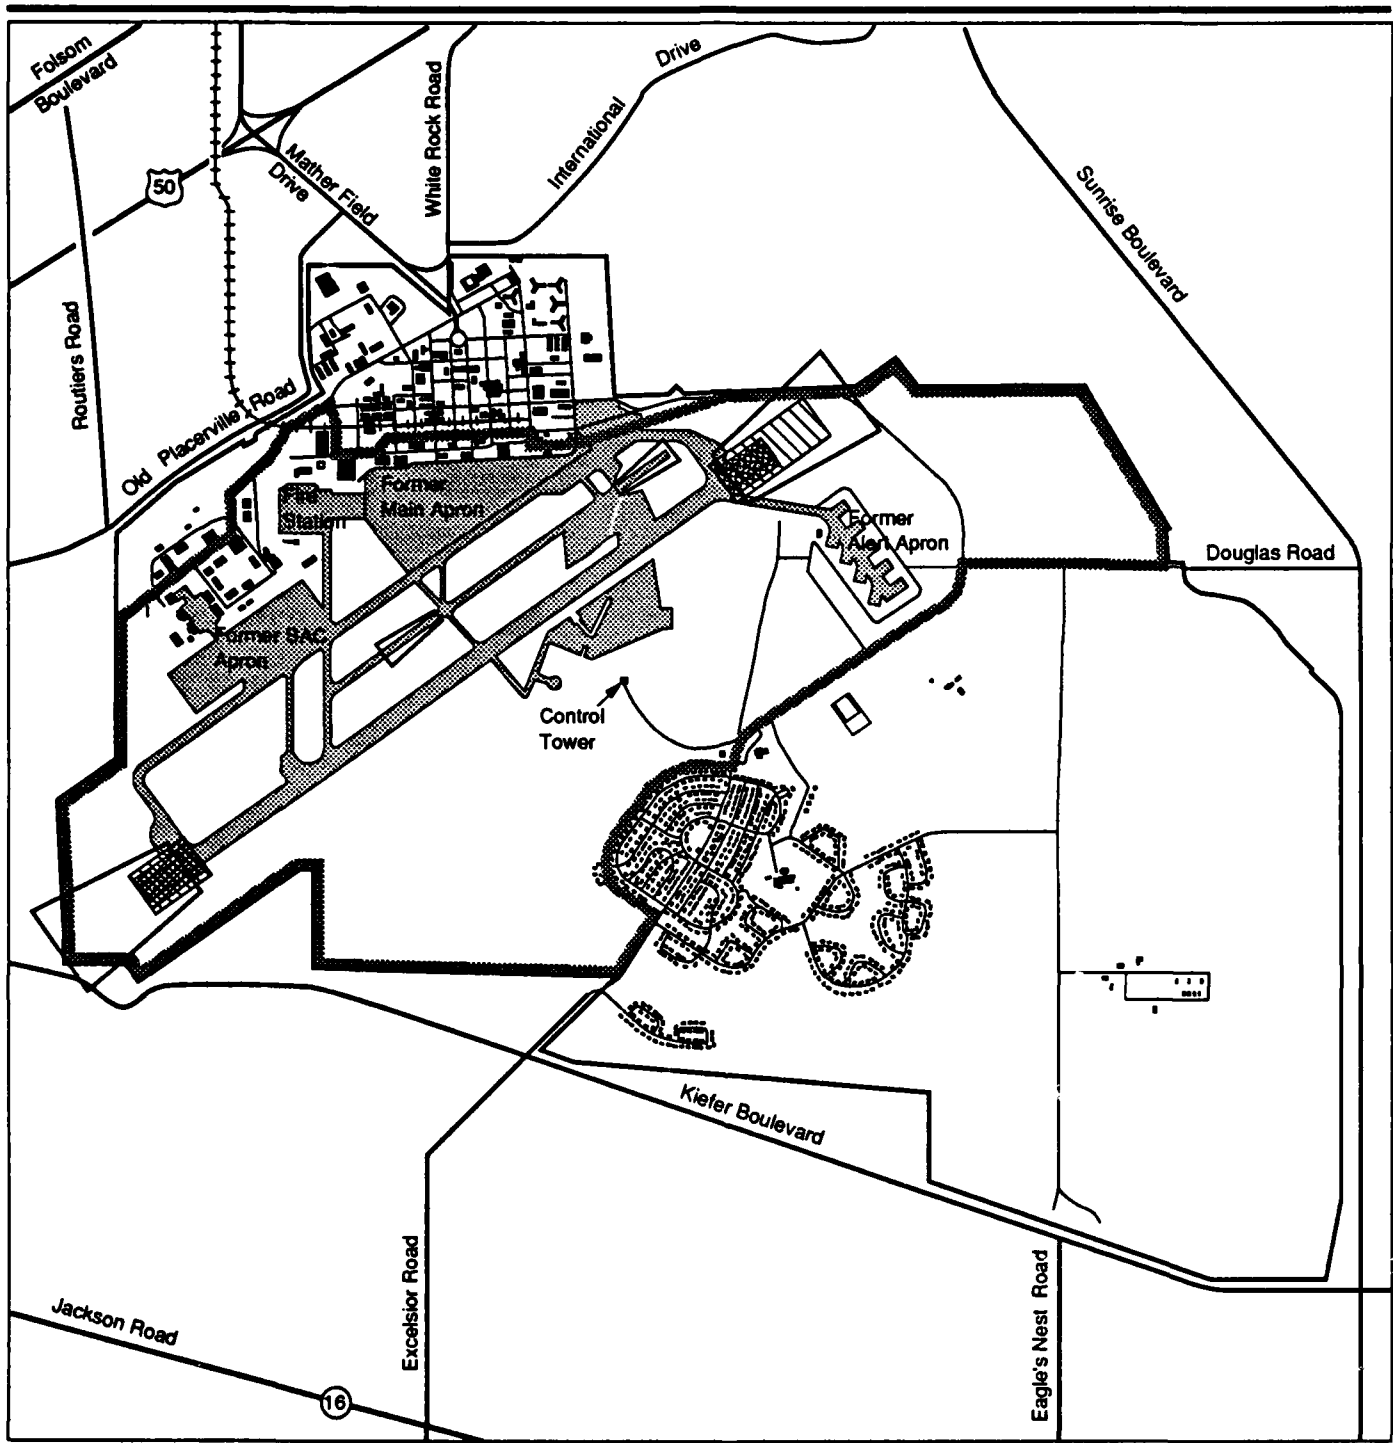 Folsom
Boulevard
50
Routiers Road
Mather Field
Drive
White Rock Road
International
Drive
Sunrise Boulevard
Old Placerville Road
Fire
Station
Former
Main Apron
Former
Alert Apron
Douglas Road
Former SAC
Apron
Control
Tower
Kiefer Boulevard
Excelsior Road
Eagle's Nest Road
Jackson Road
16